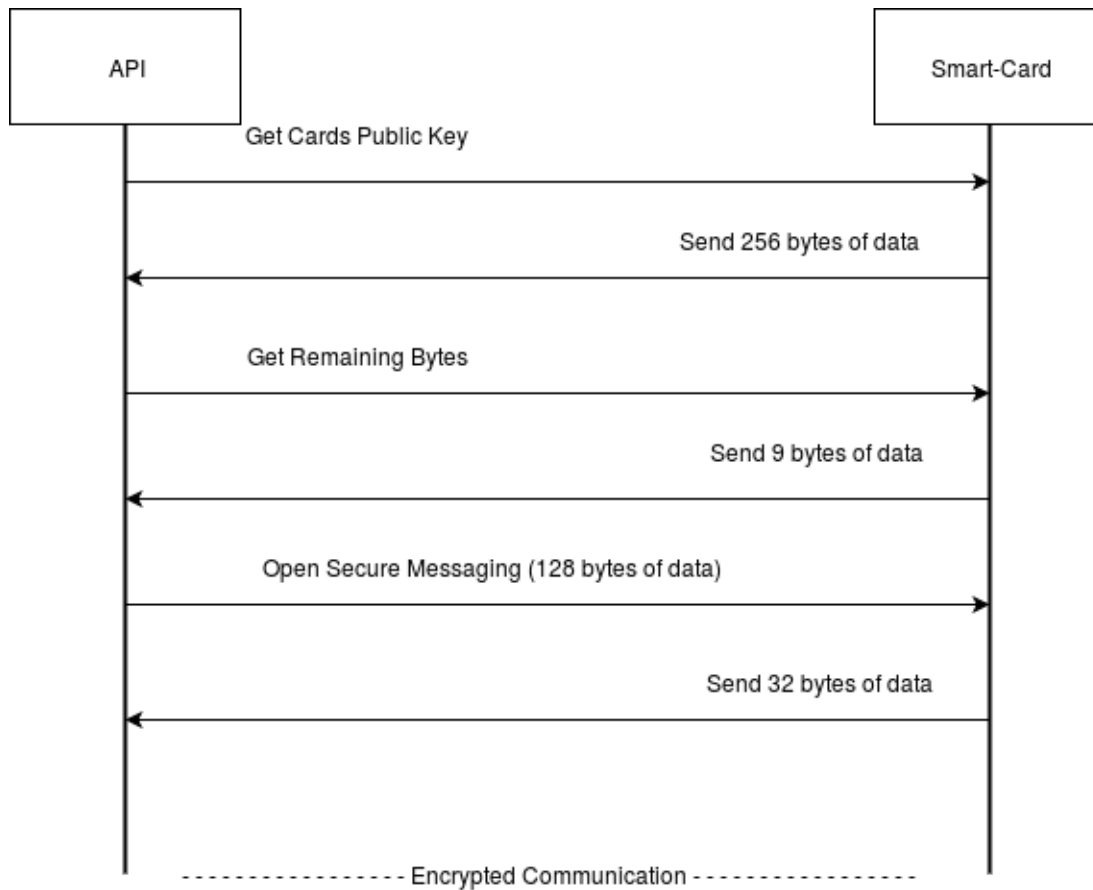 API
Smart-Card
Get Cards Public Key
Send 256 bytes of data
Get Remaining Bytes
Send 9 bytes of data
Open Secure Messaging (128 bytes of data)
Send 32 bytes of data
Encrypted Communication